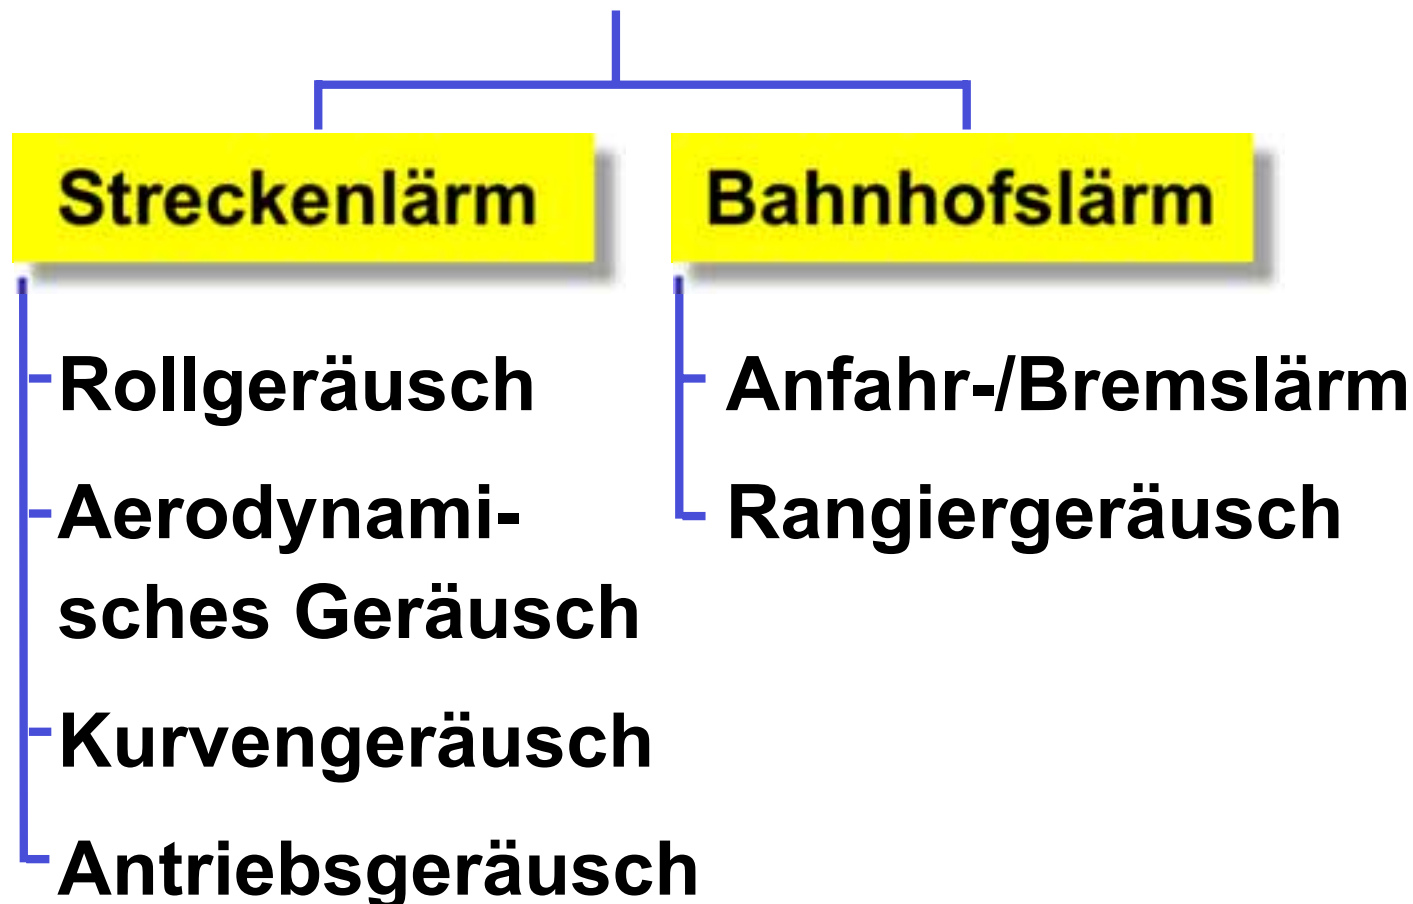 Streckenlärm
Rollgeräusch
Aerodynami-
sches Geräusch
Kurvengeräusch
Antriebsgeräusch
Bahnhofslärm
Anfahr-/Bremslärm
Rangiergeräusch